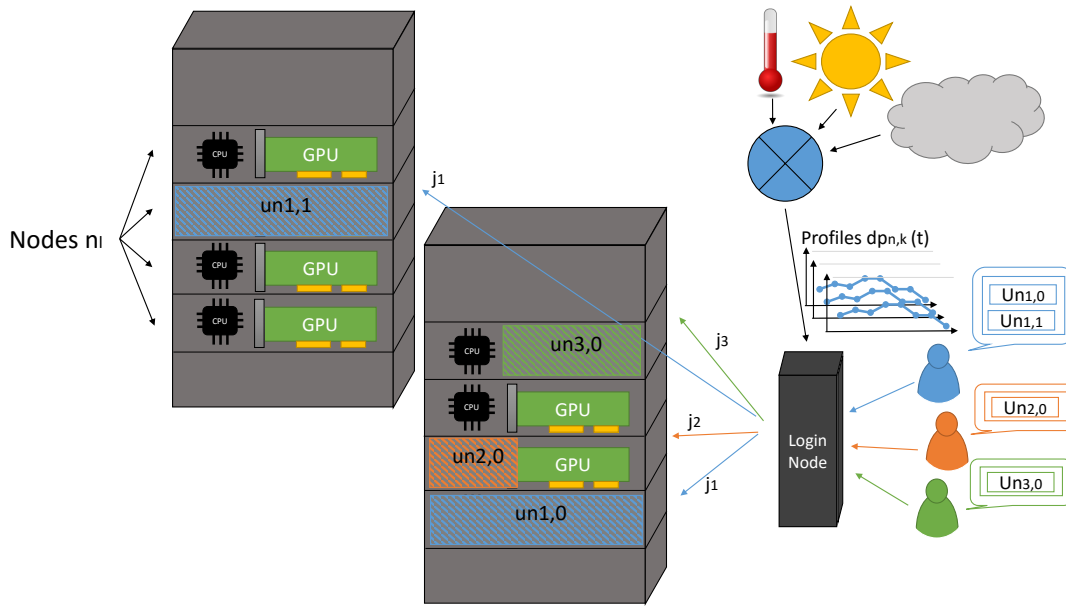 CPU
GPU
un1,1
Nodes nl
CPU
GPU
CPU
GPU
j1
CPU
un3,0
CPU
GPU
un2,0
GPU
un1,0
j3
j2
j1
Profiles dpn,k (t)
Login
Node
Un1,0
Un1,1
Un2,0
Un3,0